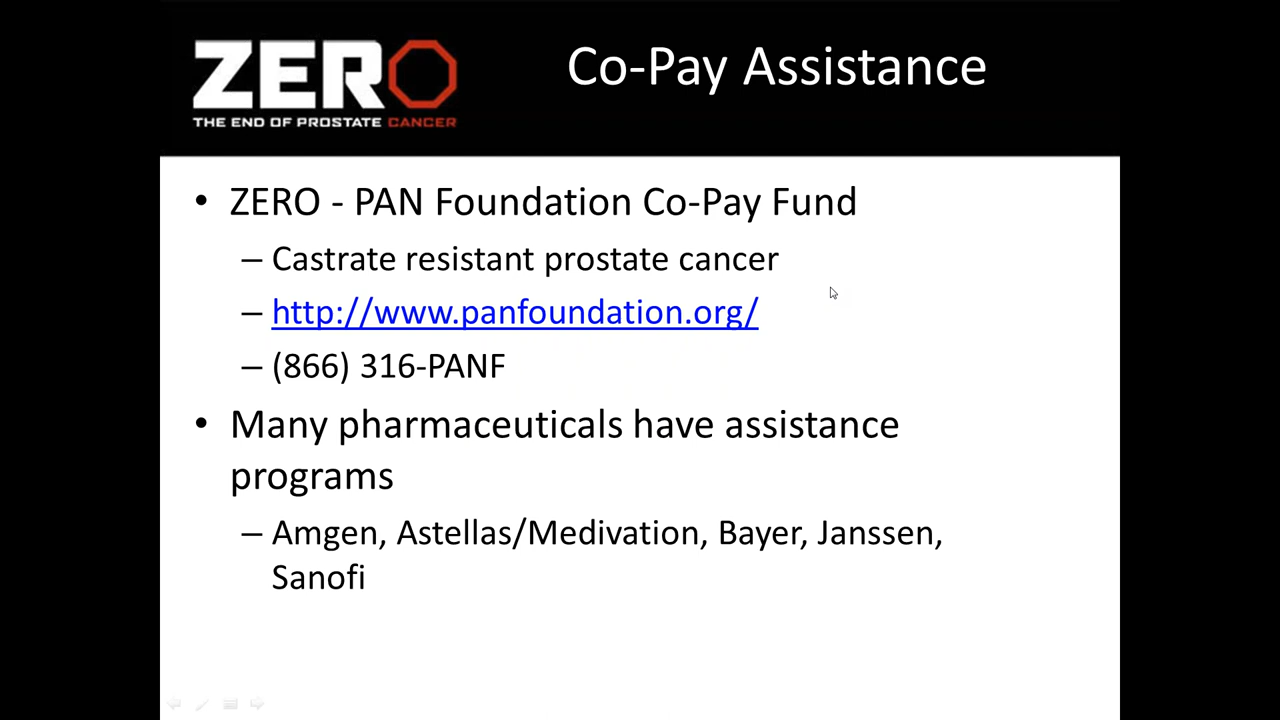 ZERO
THE END OF PROSTATE CANCER
Co-Pay Assistance
• ZERO - PAN Foundation Co-Pay Fund
– Castrate resistant prostate cancer
– http://www.panfoundation.org/
– (866) 316-PANF
• Many pharmaceuticals have assistance
programs
– Amgen, Astellas/Medivation, Bayer, Janssen,
Sanofi